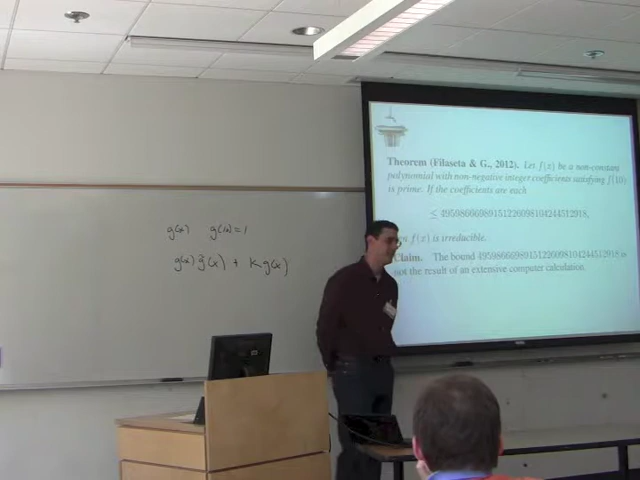 g(x) g(10)=1
g(x) g̃(x) + k g(x)
Theorem (Filaseta & G., 2012). Let f(x) be a non-constant
polynomial with non-negative integer coefficients satisfying f(10)
is prime. If the coefficients are each
≤ 49598666989151226098104244512918,
f(x) is irreducible.
Claim. The bound 49598666989151226098104244512918 is
not the result of an extensive computer calculation.